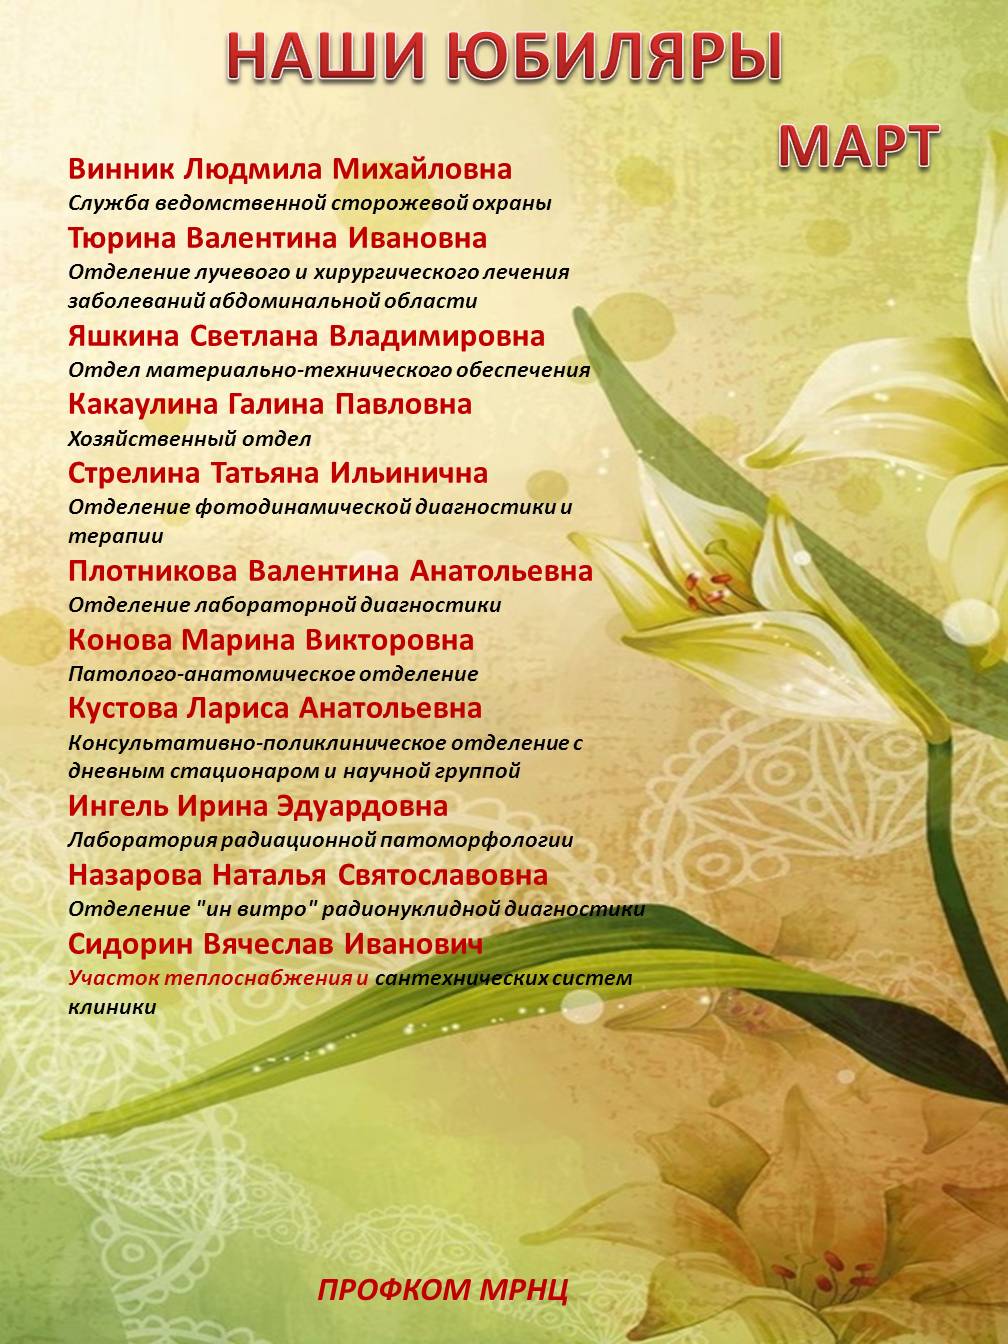 НАШИ ЮБИЛЯРЫ
МАРТ
Винник Людмила Михайловна
Служба ведомственной сторожевой охраны
Тюрина Валентина Ивановна
Отделение лучевого и хирургического лечения
заболеваний абдоминальной области
Яшкина Светлана Владимировна
Отдел материально-технического обеспечения
Какаулина Галина Павловна
Хозяйственный отдел
Стрелина Татьяна Ильинична
Отделение фотодинамической диагностики и
терапии
Плотникова Валентина Анатольевна
Отделение лабораторной диагностики
Конова Марина Викторовна
Патолого-анатомическое отделение
Кустова Лариса Анатольевна
Консультативно-поликлиническое отделение с
дневным стационаром и научной группой
Ингель Ирина Эдуардовна
Лаборатория радиационной патоморфологии
Назарова Наталья Святославовна
Отделение "ин витро" радионуклидной диагностики
Сидорин Вячеслав Иванович
Участок теплоснабжения и сантехнических систем
клиники
ПРОФКОМ МРНЦ